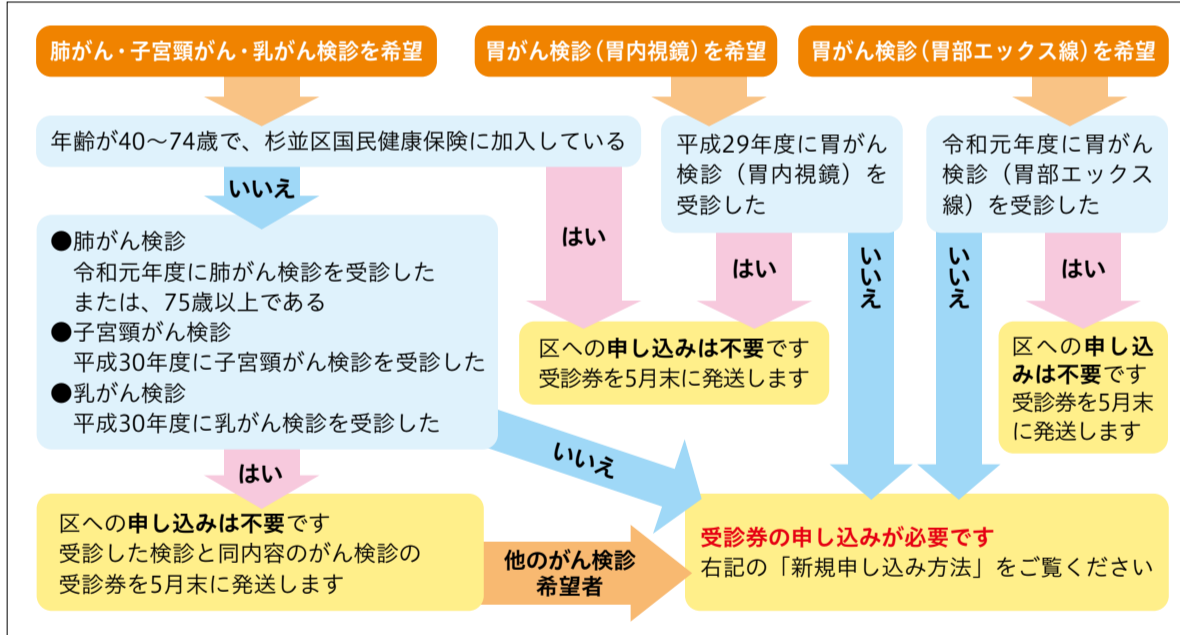 肺がん・子宮頸がん・乳がん検診を希望
年齢が40〜74歳で、杉並区国民健康保険に加入している
いいえ
はい
●肺がん検診
令和元年度に肺がん検診を受診した
または、75歳以上である
●子宮頸がん検診
平成30年度に子宮頸がん検診を受診した
●乳がん検診
平成30年度に乳がん検診を受診した
はい
いいえ
区への申し込みは不要です
受診した検診と同内容のがん検診の
受診券を5月末に発送します
他のがん検診
希望者
胃がん検診（胃内視鏡）を希望
平成29年度に胃がん
検診（胃内視鏡）を
受診した
はい
いいえ
区への申し込みは不要です
受診券を5月末に発送します
胃がん検診（胃部エックス線）を希望
令和元年度に胃がん
検診（胃部エックス
線）を受診した
いいえ
はい
区への申し込
みは不要です
受診券を5月末
に発送します
受診券の申し込みが必要です
右記の「新規申し込み方法」をご覧ください